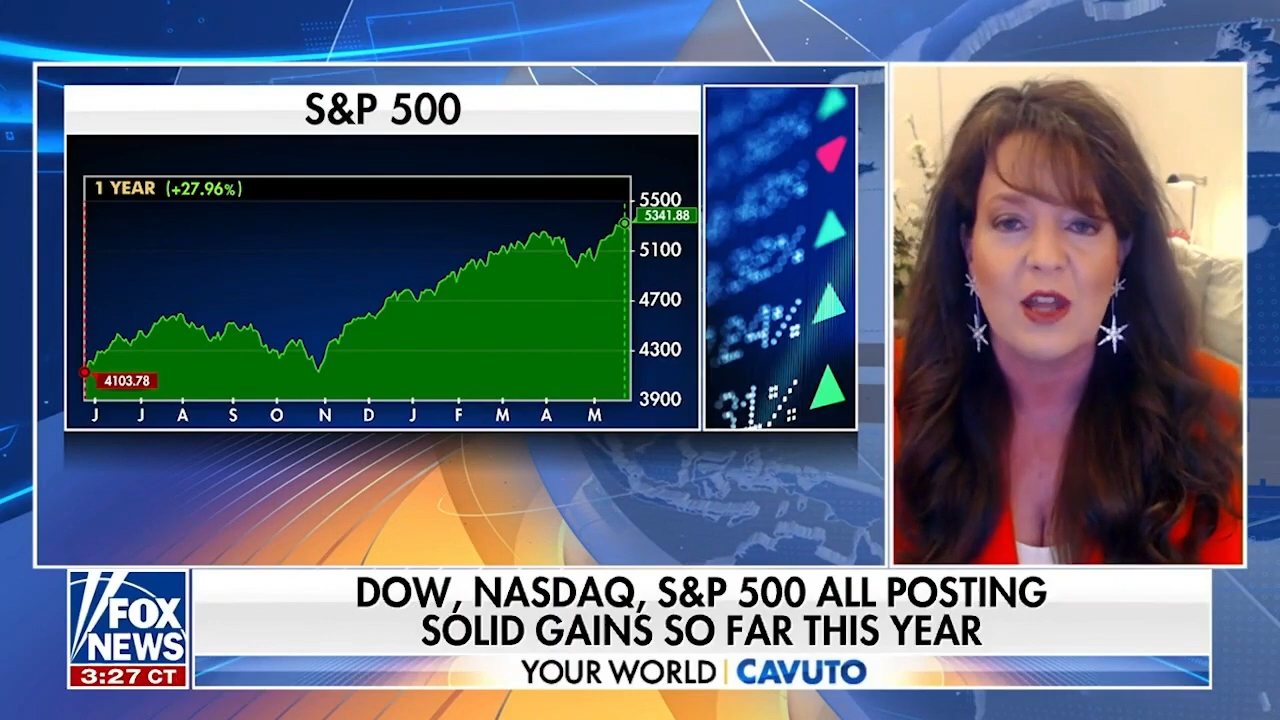 S&P 500
1 YEAR (+27.96%)
5500
5341.88
5100
4700
4300
4103.78
3900
J J A S O N D J F M A M
DOW, NASDAQ, S&P 500 ALL POSTING
SOLID GAINS SO FAR THIS YEAR
FOX
NEWS
3:27 CT
YOUR WORLD | CAVUTO